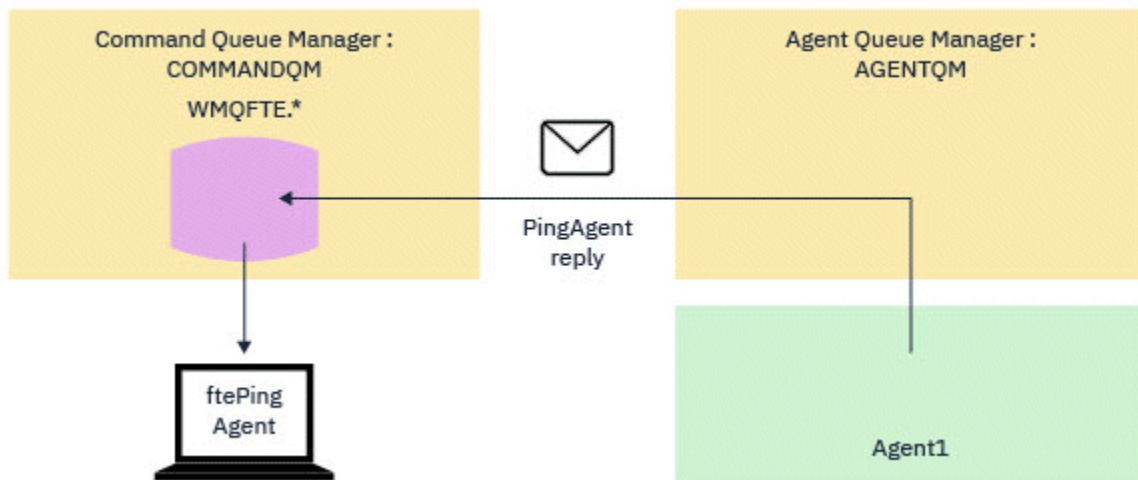 Command Queue Manager :
COMMANDQM
WMQFTE.*
Agent Queue Manager :
AGENTQM
PingAgent
reply
ftePing
Agent
Agent1